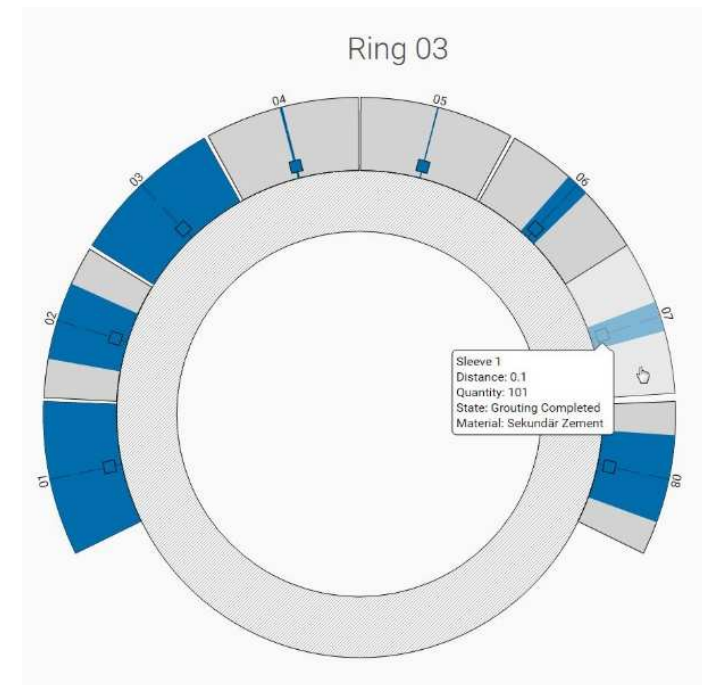 Ring 03
04
05
03
06
02
07
Sleeve 1
Distance: 0.1
Quantity: 101
State: Grouting Completed
Material: Sekundär Zement
01
08